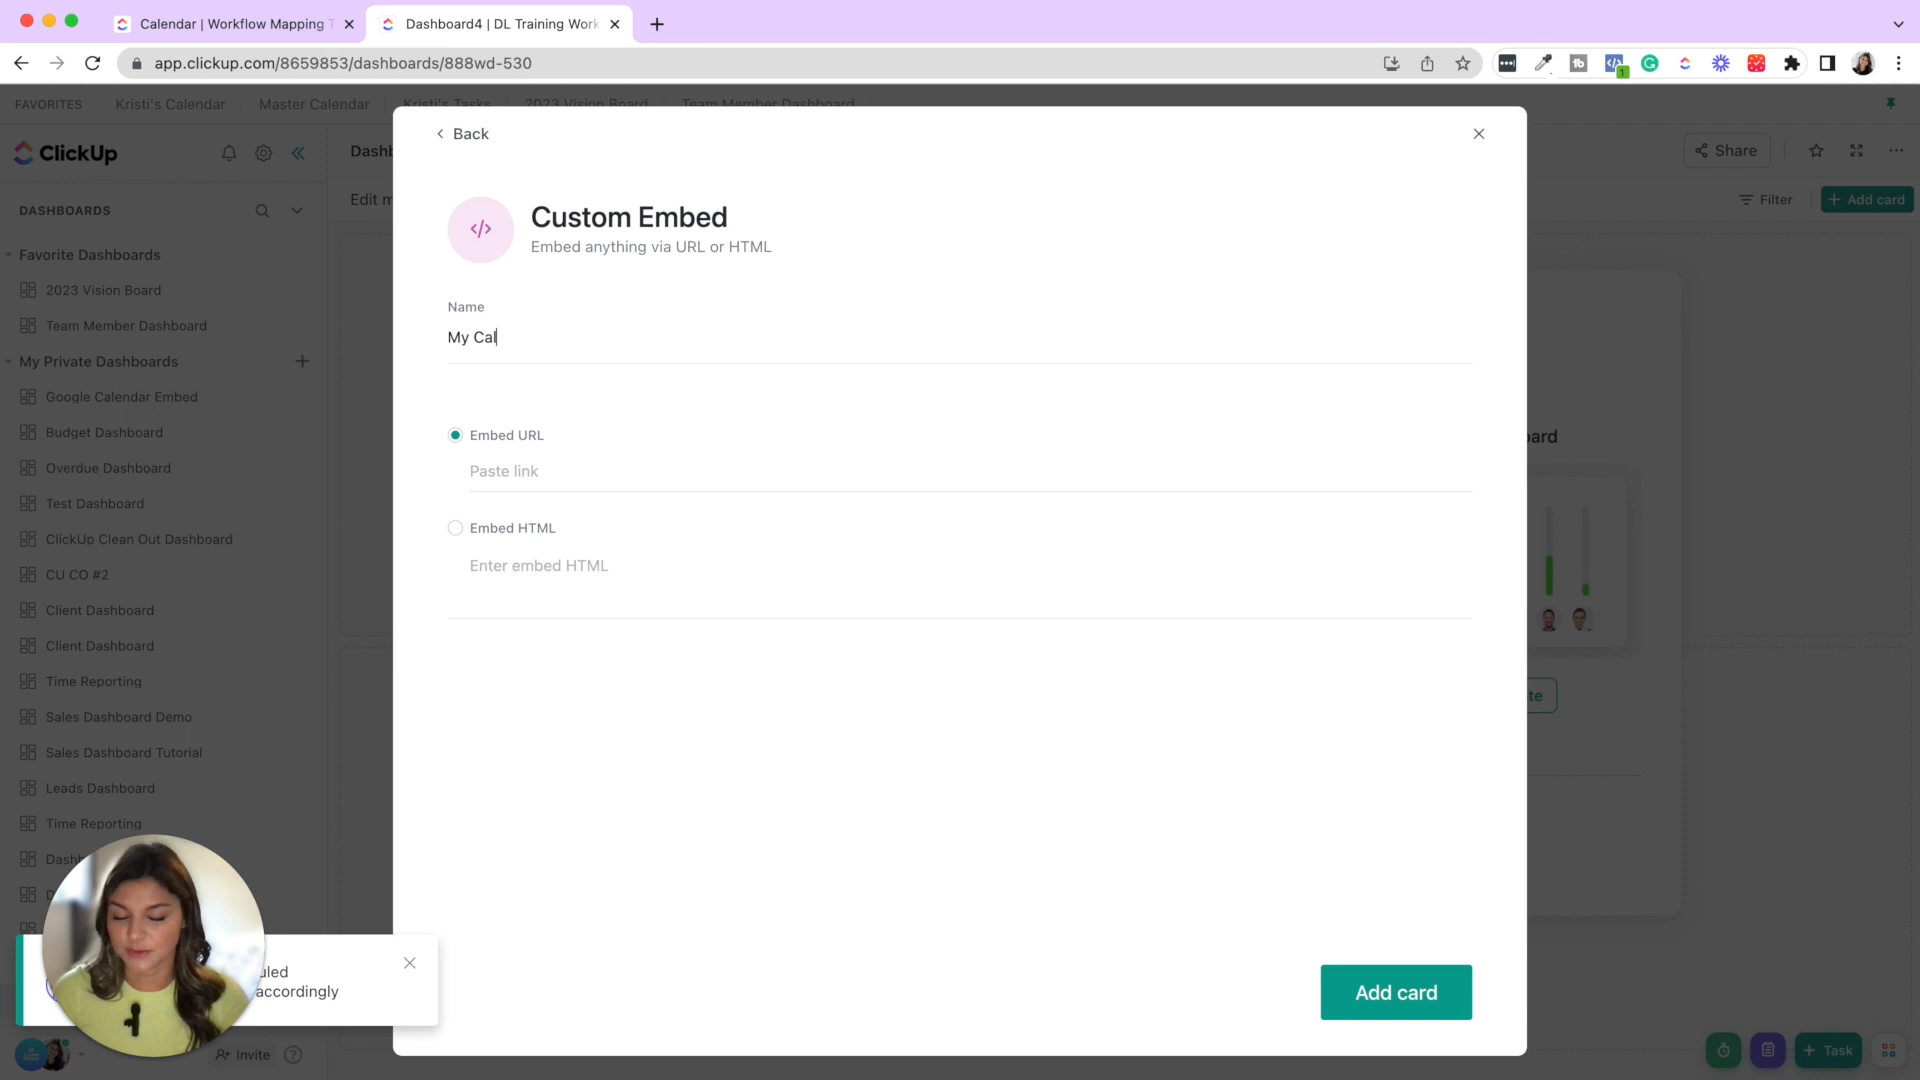 Calendar | Workflow Mapping T
Dashboard4 | DL Training Work
app.clickup.com/8659853/dashboards/888wd-530
FAVORITES
Kristi's Calendar
Master Calendar
Kristi's Tasks
2023 Vision Board
Team Member Dashboard
ClickUp
Dashb
Share
Edit m
Filter
+ Add card
DASHBOARDS
Favorite Dashboards
2023 Vision Board
Team Member Dashboard
My Private Dashboards
Google Calendar Embed
Budget Dashboard
Overdue Dashboard
Test Dashboard
ClickUp Clean Out Dashboard
CU CO #2
Client Dashboard
Client Dashboard
Time Reporting
Sales Dashboard Demo
Sales Dashboard Tutorial
Leads Dashboard
Time Reporting
Dashb
Back
Custom Embed
Embed anything via URL or HTML
Name
My Cal
Embed URL
Paste link
Embed HTML
Enter embed HTML
Add card
oard
te
uled
accordingly
Invite
+ Task
1